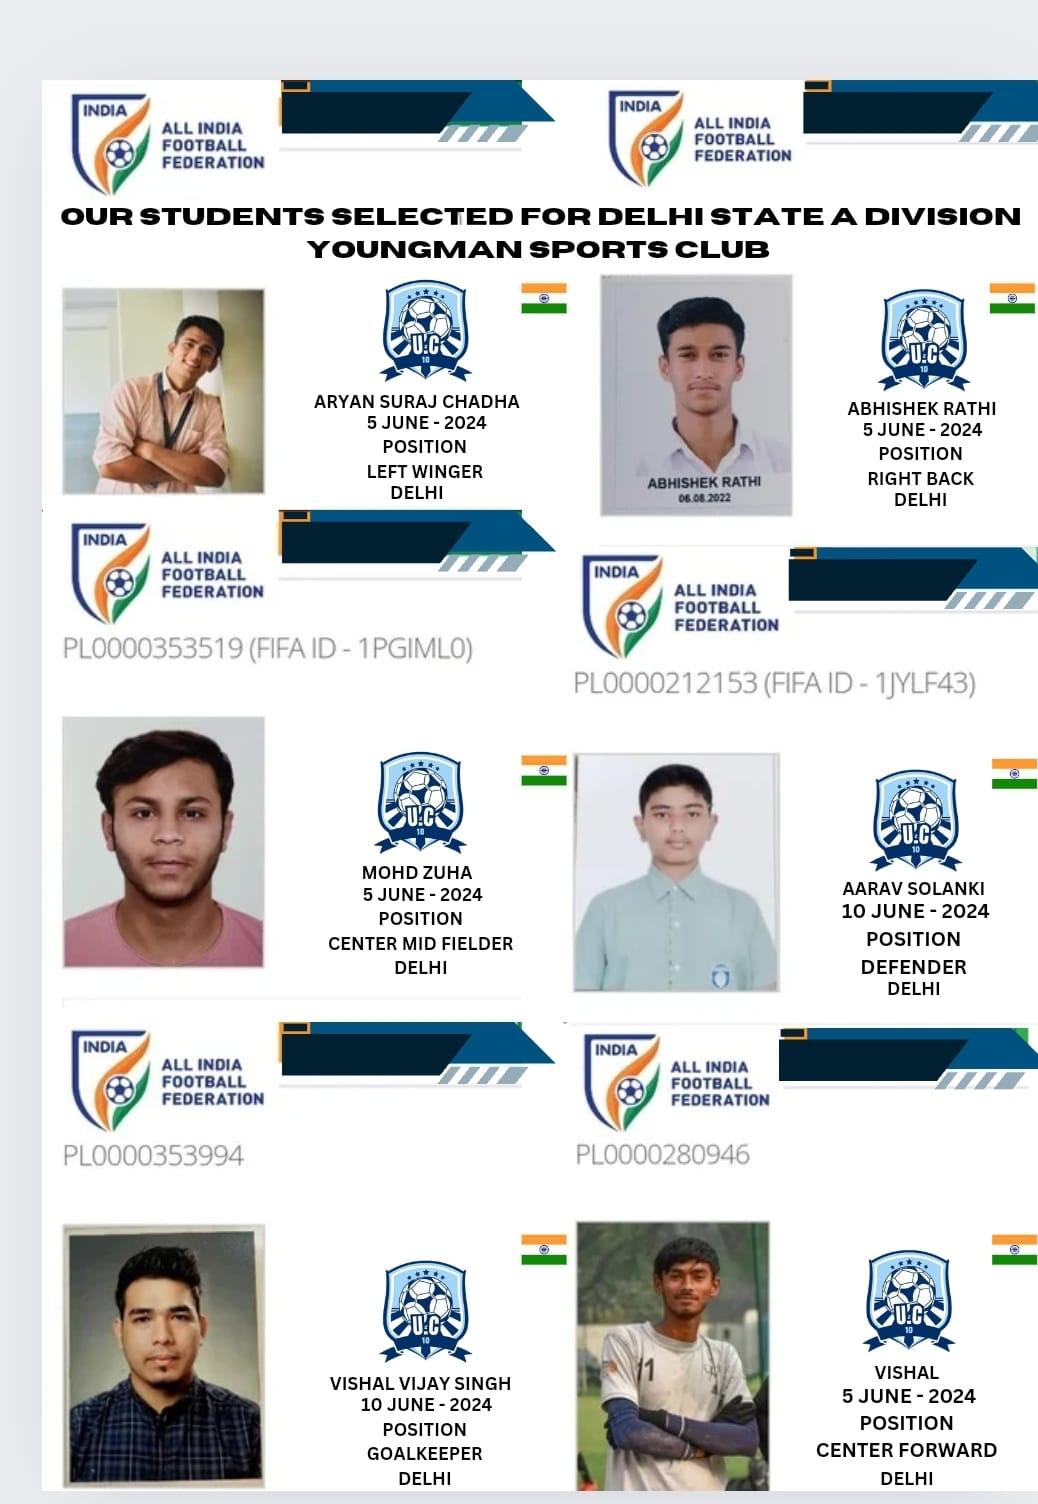 INDIA
ALL INDIA
FOOTBALL
FEDERATION
INDIA
ALL INDIA
FOOTBALL
FEDERATION
OUR STUDENTS SELECTED FOR DELHI STATE A DIVISION
YOUNGMAN SPORTS CLUB
U.C
10
ARYAN SURAJ CHADHA
5 JUNE - 2024
POSITION
LEFT WINGER
DELHI
ABHISHEK RATHI
06.08.2022
U.C
10
ABHISHEK RATHI
5 JUNE - 2024
POSITION
RIGHT BACK
DELHI
INDIA
ALL INDIA
FOOTBALL
FEDERATION
PL0000353519 (FIFA ID - 1PGIML0)
INDIA
ALL INDIA
FOOTBALL
FEDERATION
PL0000212153 (FIFA ID - 1JYLF43)
U.C
10
MOHD ZUHA
5 JUNE - 2024
POSITION
CENTER MID FIELDER
DELHI
U.C
10
AARAV SOLANKI
10 JUNE - 2024
POSITION
DEFENDER
DELHI
INDIA
ALL INDIA
FOOTBALL
FEDERATION
PL0000353994
INDIA
ALL INDIA
FOOTBALL
FEDERATION
PL0000280946
U.C
10
VISHAL VIJAY SINGH
10 JUNE - 2024
POSITION
GOALKEEPER
DELHI
11
U.C
10
VISHAL
5 JUNE - 2024
POSITION
CENTER FORWARD
DELHI